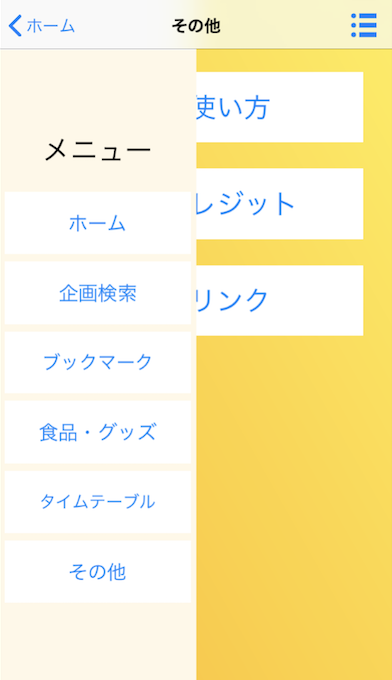 ホーム
その他
メニュー
ホーム
企画検索
ブックマーク
食品・グッズ
タイムテーブル
その他
使い方
レジット
リンク